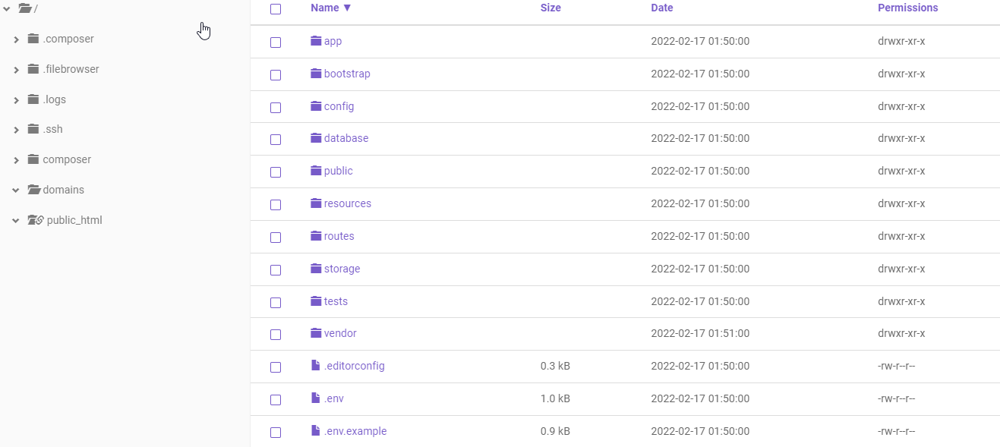 /
.composer
.filebrowser
.logs
.ssh
composer
domains
public_html
Name ▼ Size Date Permissions
app 2022-02-17 01:50:00 drwxr-xr-x
bootstrap 2022-02-17 01:50:00 drwxr-xr-x
config 2022-02-17 01:50:00 drwxr-xr-x
database 2022-02-17 01:50:00 drwxr-xr-x
public 2022-02-17 01:50:00 drwxr-xr-x
resources 2022-02-17 01:50:00 drwxr-xr-x
routes 2022-02-17 01:50:00 drwxr-xr-x
storage 2022-02-17 01:50:00 drwxr-xr-x
tests 2022-02-17 01:50:00 drwxr-xr-x
vendor 2022-02-17 01:51:00 drwxr-xr-x
.editorconfig 0.3 kB 2022-02-17 01:50:00 -rw-r--r--
.env 1.0 kB 2022-02-17 01:50:00 -rw-r--r--
.env.example 0.9 kB 2022-02-17 01:50:00 -rw-r--r--